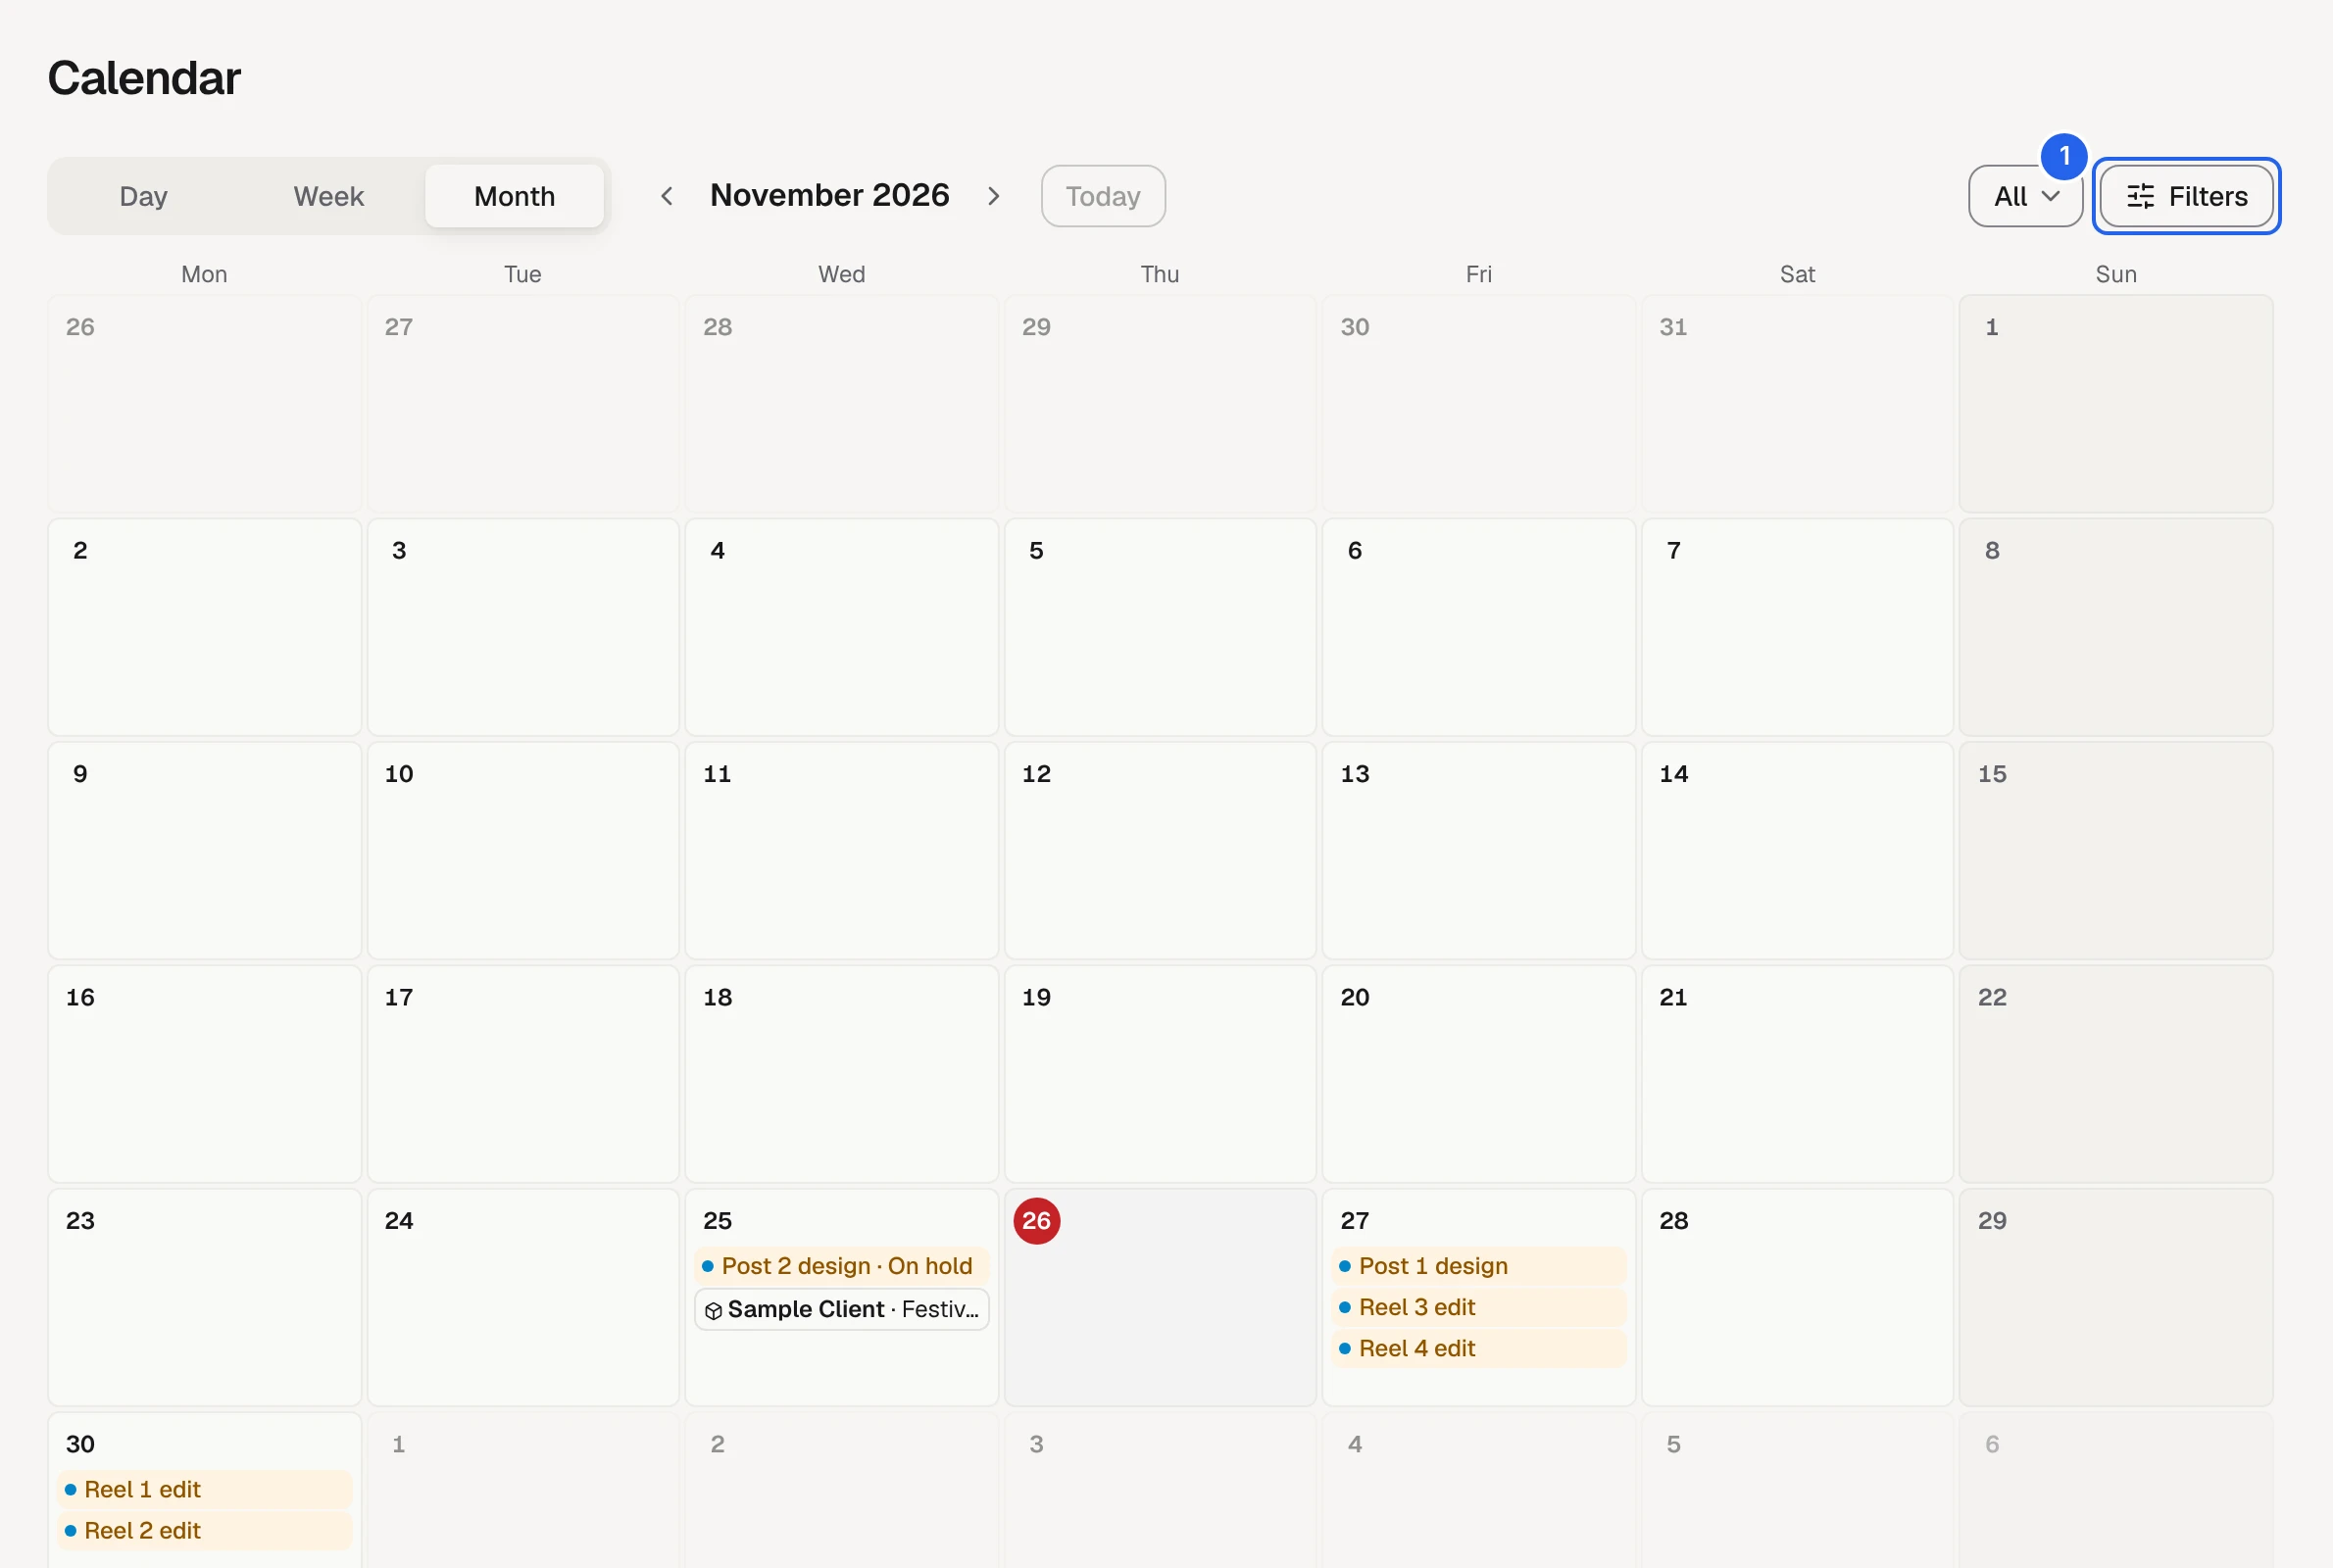 Calendar
Day Week Month November 2026 Today All 1 Filters
Mon Tue Wed Thu Fri Sat Sun
26 27 28 29 30 31 1
2 3 4 5 6 7 8
9 10 11 12 13 14 15
16 17 18 19 20 21 22
23 24 25 26 27 28 29
Post 2 design · On hold
Sample Client · Festiv...
Post 1 design
Reel 3 edit
Reel 4 edit
30 1 2 3 4 5 6
Reel 1 edit
Reel 2 edit